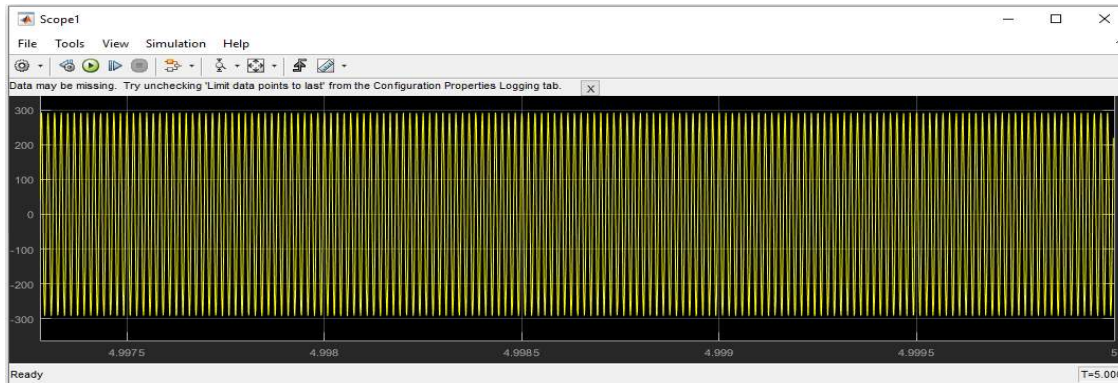 Scope1
File Tools View Simulation Help
Data may be missing. Try unchecking 'Limit data points to last' from the Configuration Properties Logging tab. X
300
200
100
0
-100
-200
-300
4.9975 4.998 4.9985 4.999 4.9995 5
Ready T=5.000